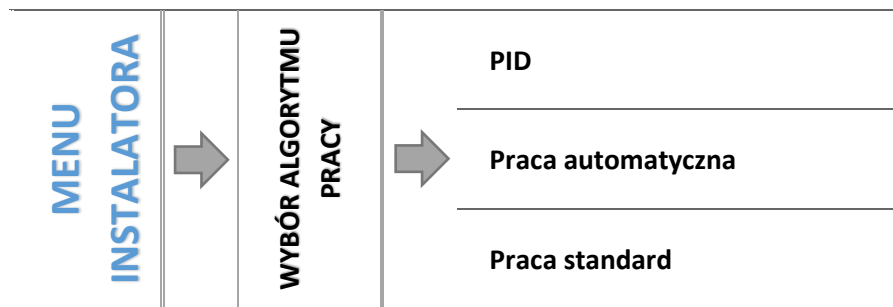 MENU
INSTALATORA
WYBÓR ALGORYTMU
PRACY
PID
Praca automatyczna
Praca standard